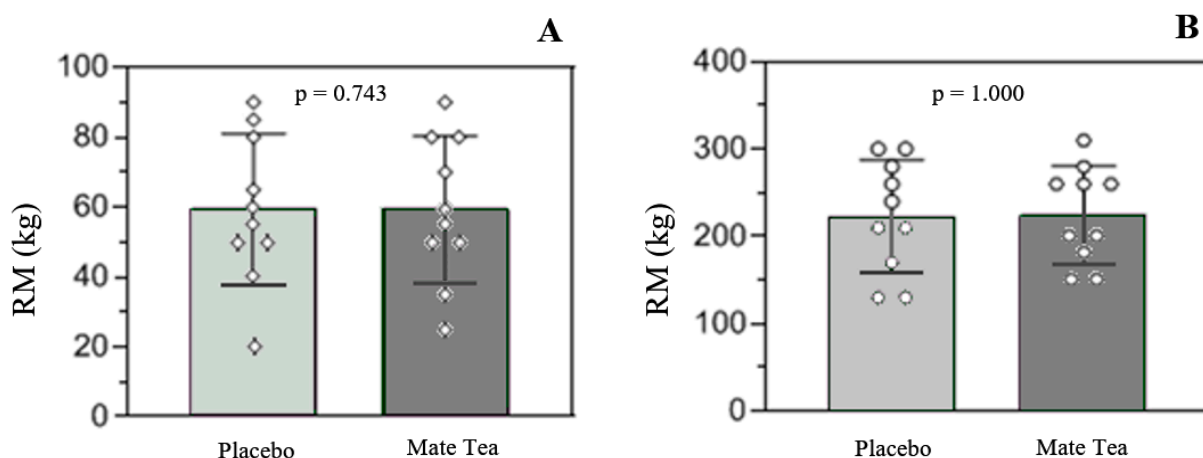 A
100
80
60
40
20
0
RM (kg)
p = 0.743
Placebo
Mate Tea
B
400
300
200
100
0
RM (kg)
p = 1.000
Placebo
Mate Tea